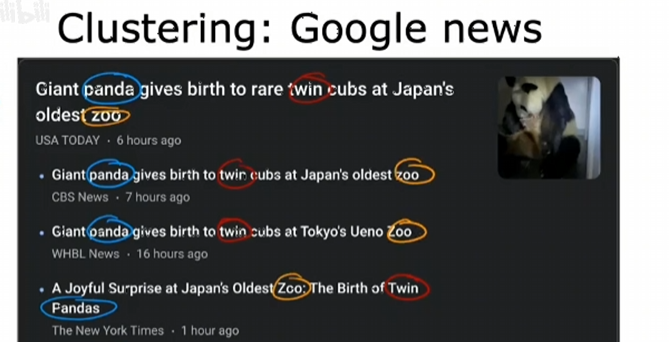 bilibili
Clustering: Google news
Giant panda gives birth to rare twin cubs at Japan's
oldest zoo
USA TODAY · 6 hours ago
• Giant panda gives birth to twin cubs at Japan's oldest zoo
CBS News · 7 hours ago
• Giant panda gives birth to twin cubs at Tokyo's Ueno Zoo
WHBL News · 16 hours ago
• A Joyful Surprise at Japan's Oldest Zoo: The Birth of Twin
Pandas
The New York Times · 1 hour ago